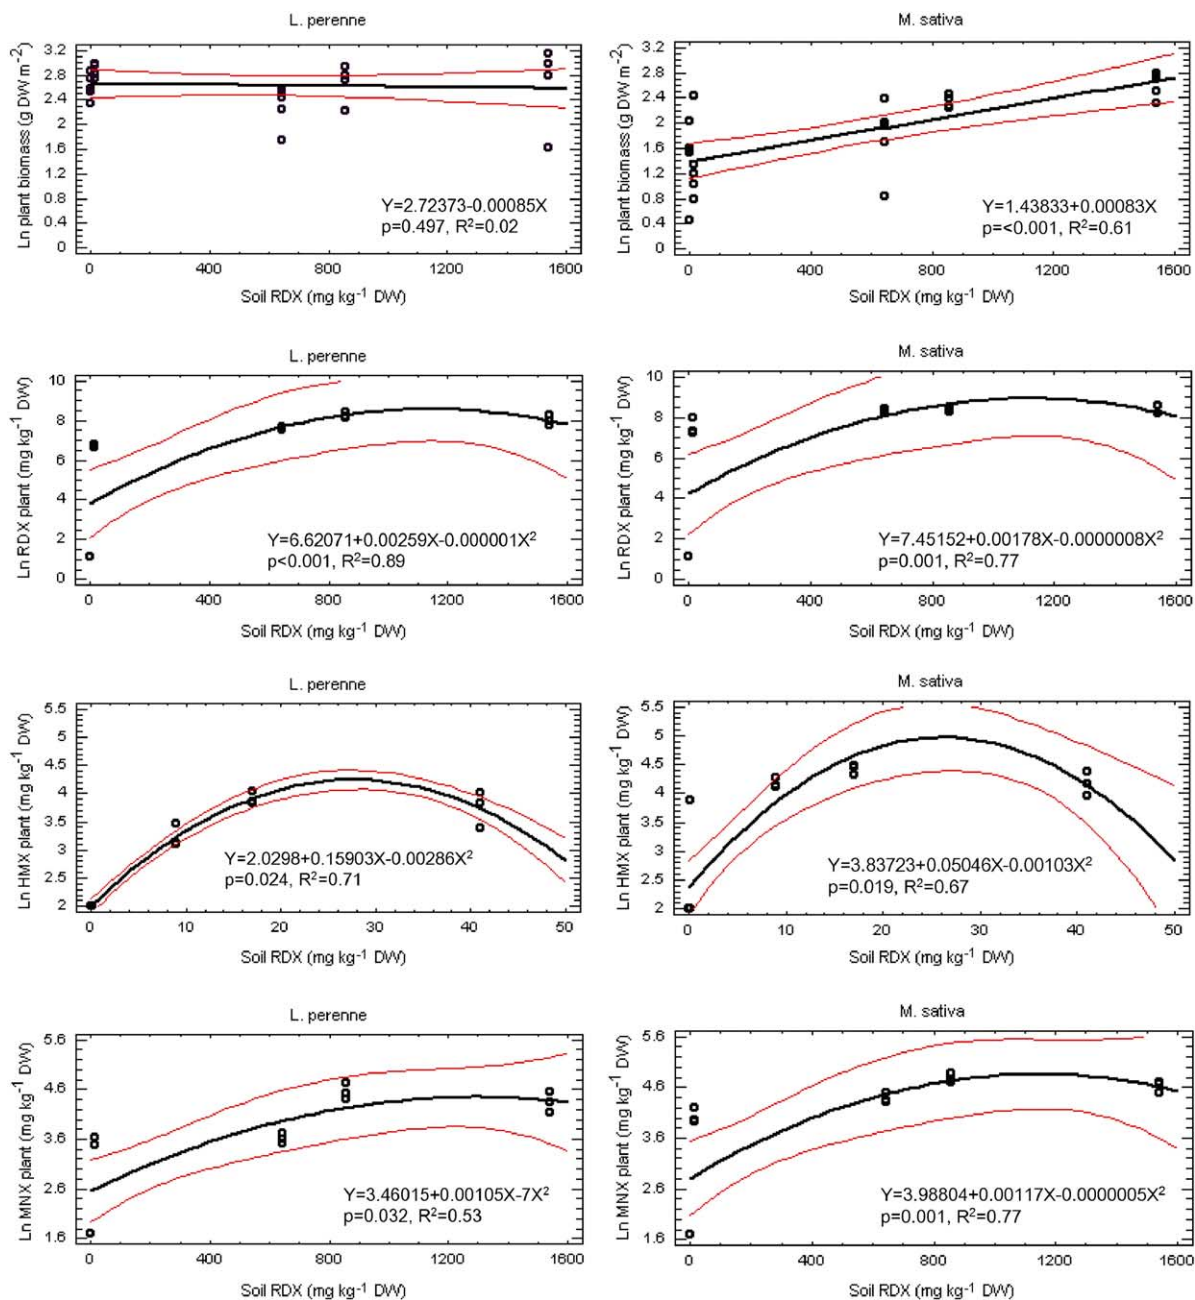 L. perenne
Ln plant biomass (g DW m-2)
3.2
2.8
2.4
2
1.6
1.2
0.8
0.4
0
Y=2.72373-0.00085X
p=0.497, R2=0.02
0 400 800 1200 1600
Soil RDX (mg kg-1 DW)
M. sativa
Ln plant biomass (g DW m-2)
3.2
2.8
2.4
2
1.6
1.2
0.8
0.4
0
Y=1.43833+0.00083X
p=<0.001, R2=0.61
0 400 800 1200 1600
Soil RDX (mg kg-1 DW)
L. perenne
Ln RDX plant (mg kg-1 DW)
10
8
6
4
2
0
Y=6.62071+0.00259X-0.000001X2
p<0.001, R2=0.89
0 400 800 1200 1600
Soil RDX (mg kg-1 DW)
M. sativa
Ln RDX plant (mg kg-1 DW)
10
8
6
4
2
0
Y=7.45152+0.00178X-0.0000008X2
p=0.001, R2=0.77
0 400 800 1200 1600
Soil RDX (mg kg-1 DW)
L. perenne
Ln HMX plant (mg kg-1 DW)
5.5
5
4.5
4
3.5
3
2.5
2
Y=2.0298+0.15903X-0.00286X2
p=0.024, R2=0.71
0 10 20 30 40 50
Soil RDX (mg kg-1 DW)
M. sativa
Ln HMX plant (mg kg-1 DW)
5.5
5
4.5
4
3.5
3
2.5
2
Y=3.83723+0.05046X-0.00103X2
p=0.019, R2=0.67
0 10 20 30 40 50
Soil RDX (mg kg-1 DW)
L. perenne
Ln MNX plant (mg kg-1 DW)
5.6
4.6
3.6
2.6
1.6
Y=3.46015+0.00105X-7X2
p=0.032, R2=0.53
0 400 800 1200 1600
Soil RDX (mg kg-1 DW)
M. sativa
Ln MNX plant (mg kg-1 DW)
5.6
4.6
3.6
2.6
1.6
Y=3.98804+0.00117X-0.0000005X2
p=0.001, R2=0.77
0 400 800 1200 1600
Soil RDX (mg kg-1 DW)